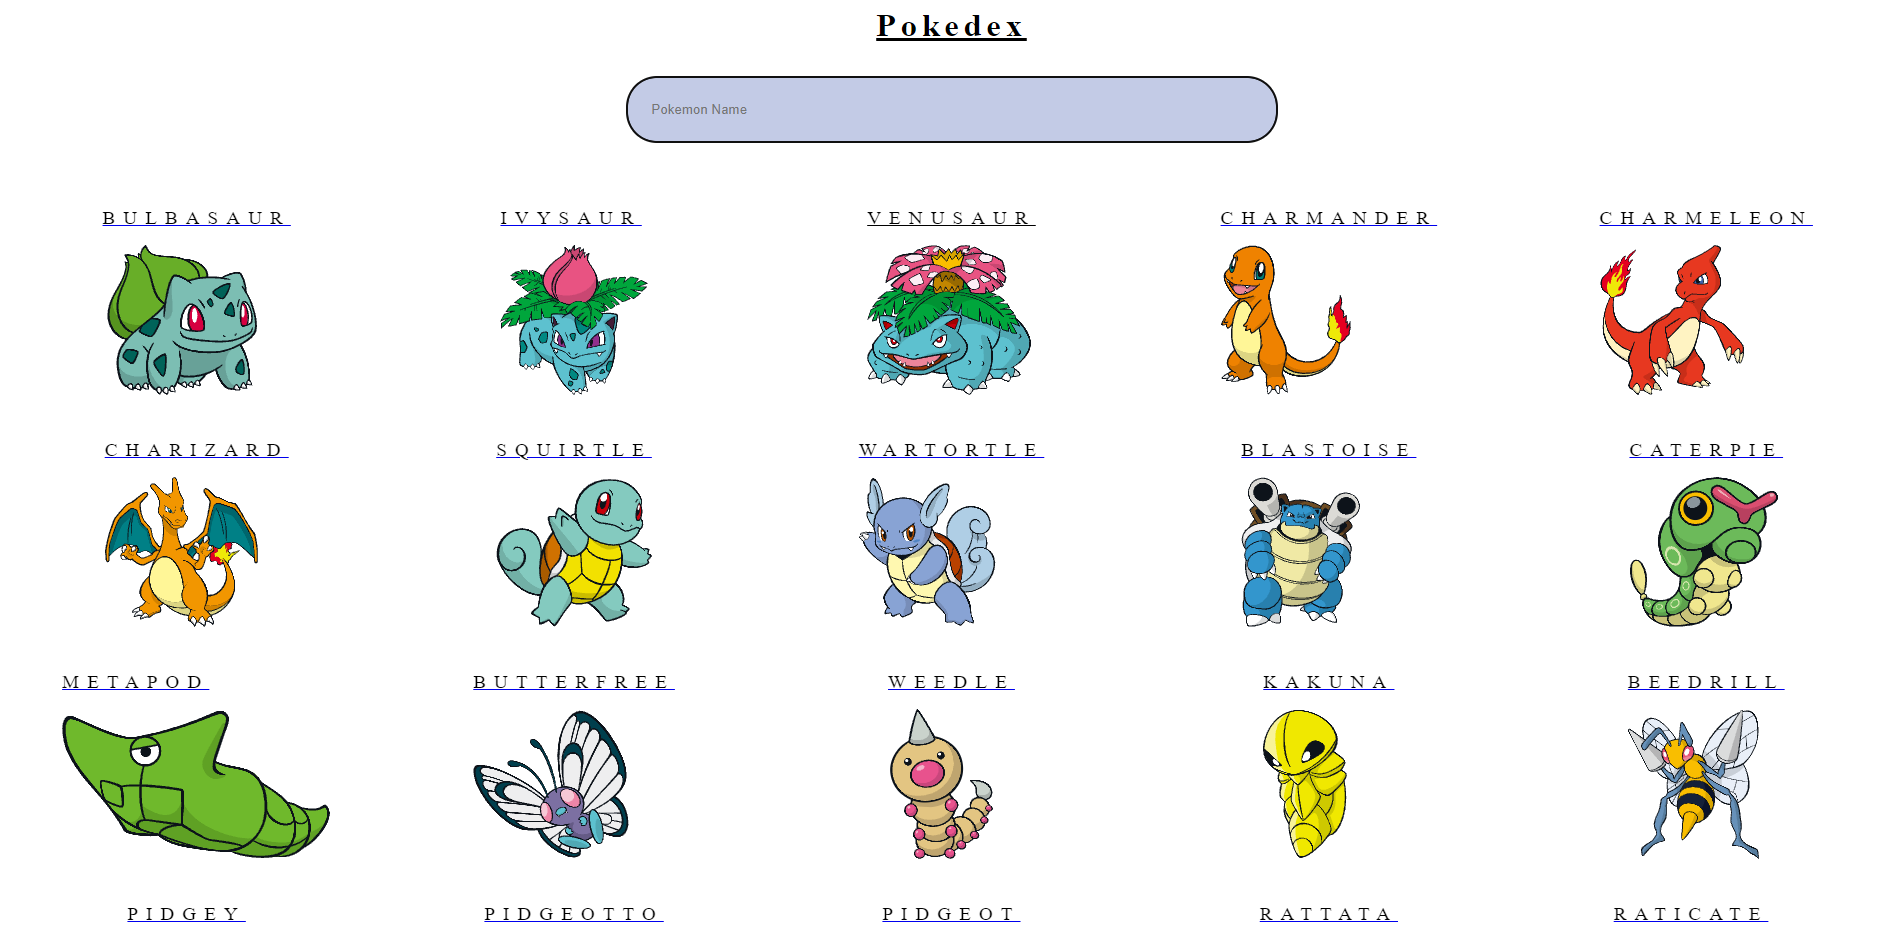 Pokedex
Pokemon Name
BULBASAUR IVYSAUR VENUSAUR CHARMANDER CHARMELEON
CHARIZARD SQUIRTLE WARTORTLE BLASTOISE CATERPIE
METAPOD BUTTERFREE WEEDLE KAKUNA BEEDRILL
PIDGEY PIDGEOTTO PIDGEOT RATTATA RATICATE